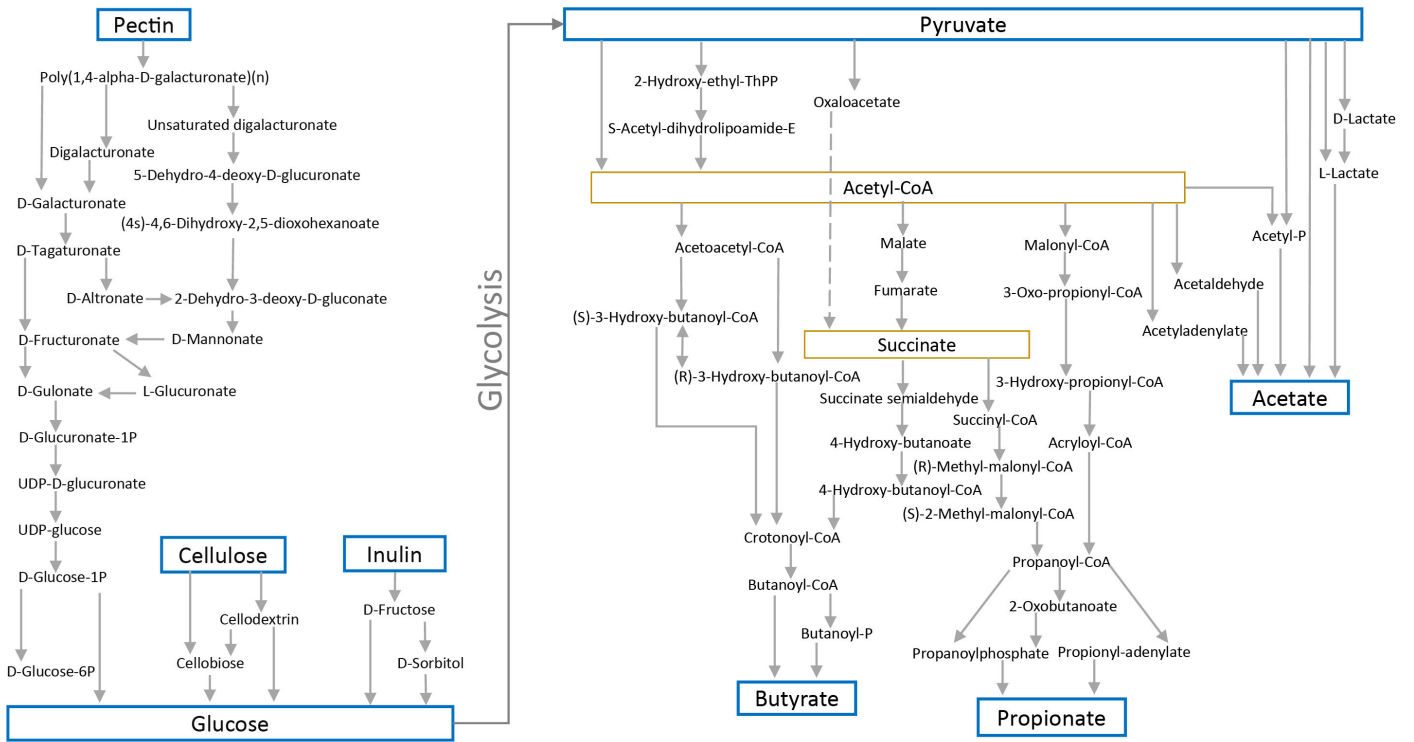 Pectin
Poly(1,4-alpha-D-galacturonate)(n)
Unsaturated digalacturonate
Digalacturonate
5-Dehydro-4-deoxy-D-glucuronate
D-Galacturonate
(4s)-4,6-Dihydroxy-2,5-dioxohexanoate
D-Tagaturonate
D-Altronate
2-Dehydro-3-deoxy-D-gluconate
D-Fructuronate
D-Mannonate
D-Gulonate
L-Glucuronate
D-Glucuronate-1P
UDP-D-glucuronate
UDP-glucose
D-Glucose-1P
D-Glucose-6P
Cellulose
Cellodextrin
Cellobiose
Inulin
D-Fructose
D-Sorbitol
Glucose
Glycolysis
Pyruvate
2-Hydroxy-ethyl-ThPP
S-Acetyl-dihydrolipoamide-E
Oxaloacetate
D-Lactate
L-Lactate
Acetyl-CoA
Acetyl-P
Acetoacetyl-CoA
Malate
Malonyl-CoA
Acetaldehyde
Fumarate
3-Oxo-propionyl-CoA
(S)-3-Hydroxy-butanoyl-CoA
Acetyladenylate
Succinate
(R)-3-Hydroxy-butanoyl-CoA
3-Hydroxy-propionyl-CoA
Acetate
Succinate semialdehyde
Succinyl-CoA
4-Hydroxy-butanoate
Acryloyl-CoA
(R)-Methyl-malonyl-CoA
4-Hydroxy-butanoyl-CoA
(S)-2-Methyl-malonyl-CoA
Crotonoyl-CoA
Propanoyl-CoA
Butanoyl-CoA
2-Oxobutanoate
Butanoyl-P
Propanoylphosphate
Propionyl-adenylate
Butyrate
Propionate